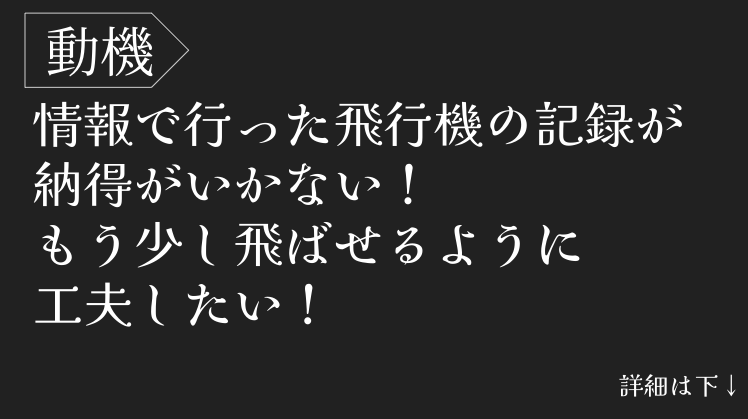 動機
情報で行った飛行機の記録が
納得がいかない！
もう少し飛ばせるように
工夫したい！
詳細は下↓